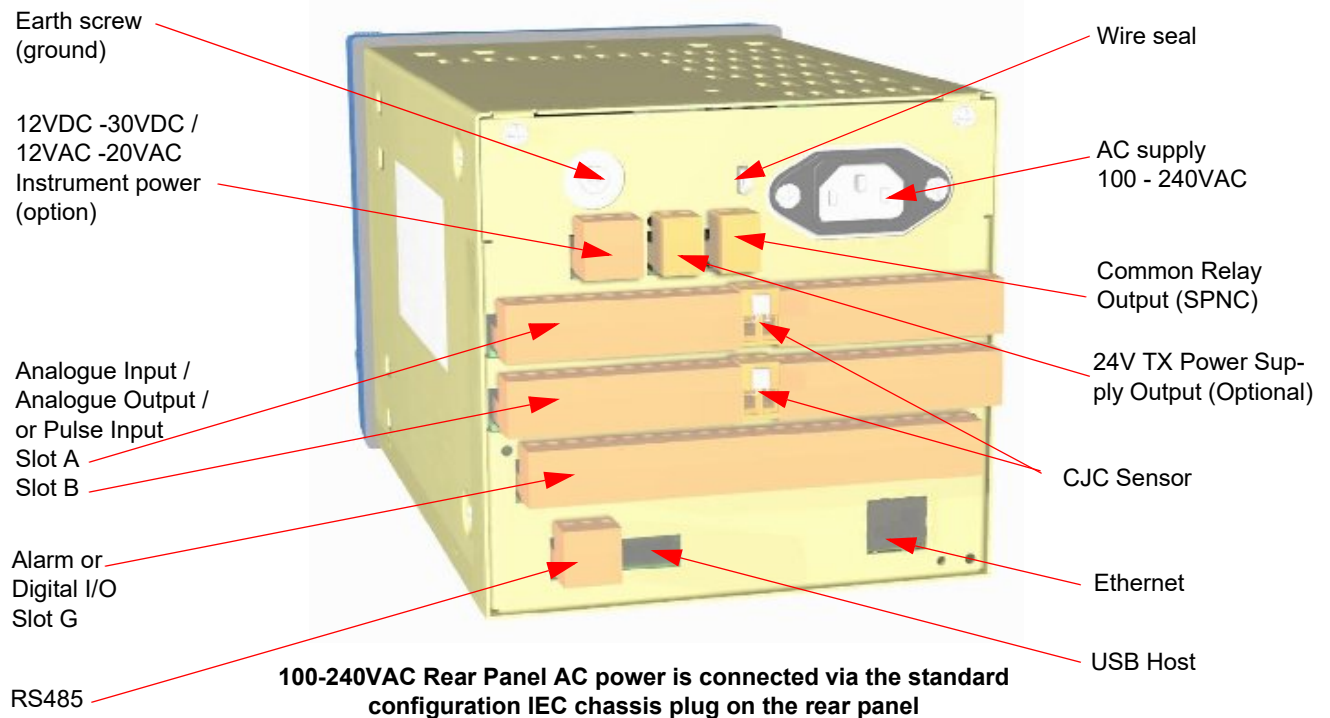 Earth screw
(ground)
12VDC -30VDC /
12VAC -20VAC
Instrument power
(option)
Analogue Input /
Analogue Output /
or Pulse Input
Slot A
Slot B
Alarm or
Digital I/O
Slot G
RS485
Wire seal
AC supply
100 - 240VAC
Common Relay
Output (SPNC)
24V TX Power Sup-
ply Output (Optional)
CJC Sensor
Ethernet
USB Host
100-240VAC Rear Panel AC power is connected via the standard
configuration IEC chassis plug on the rear panel